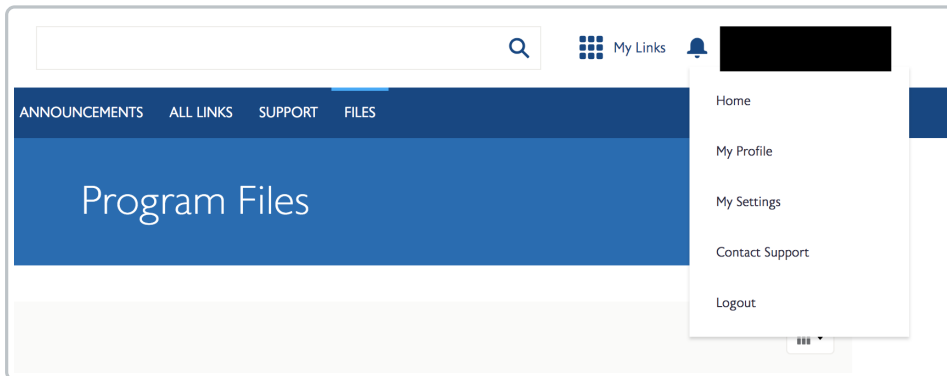 My Links
ANNOUNCEMENTS ALL LINKS SUPPORT FILES
Program Files
Home
My Profile
My Settings
Contact Support
Logout